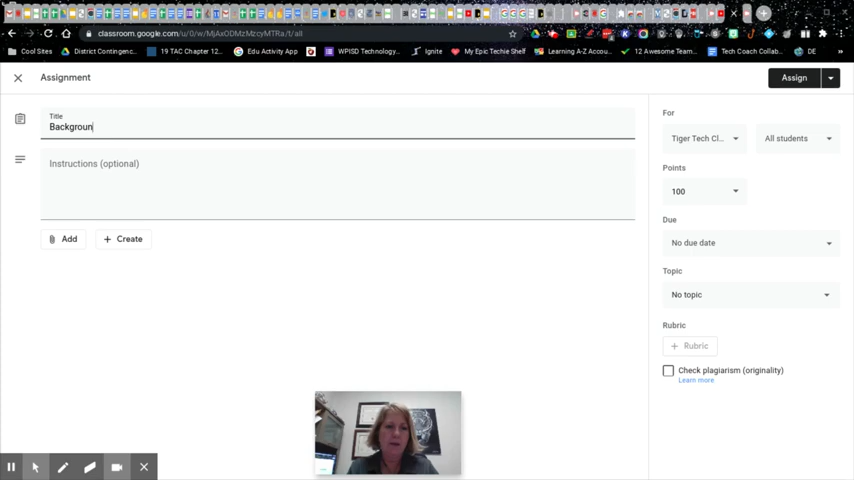 classroom.google.com/u/0/w/MjAxODMzMzcyMTRa/t/all
Cool Sites District Contingenc... 19 TAC Chapter 12... Edu Activity App WPISD Technology... Ignite My Epic Techie Shelf Learning A-Z Accou... 12 Awesome Team... Tech Coach Collab... DE »
Assignment
Assign
Title
Backgroun
Instructions (optional)
Add
Create
For
Tiger Tech Cl...
All students
Points
100
Due
No due date
Topic
No topic
Rubric
+ Rubric
Check plagiarism (originality)
Learn more